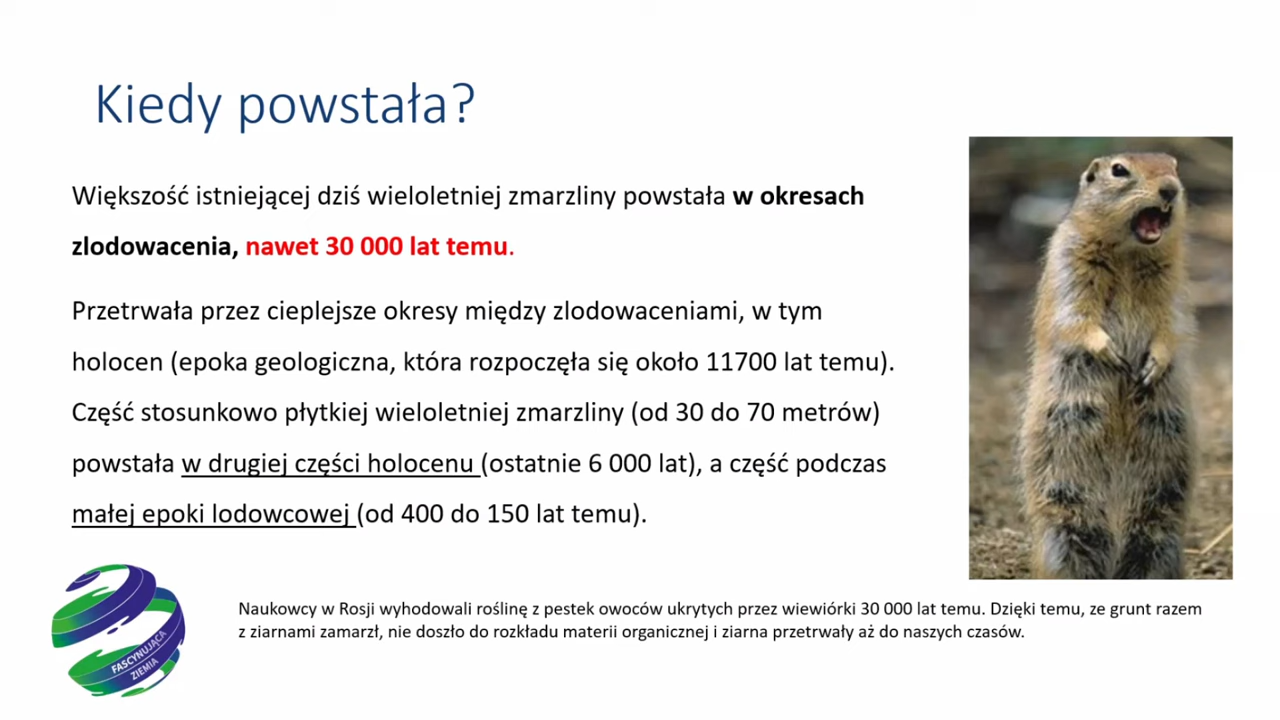 Kiedy powstała?
Większość istniejącej dziś wieloletniej zmarzliny powstała w okresach
zlodowacenia, nawet 30 000 lat temu.
Przetrwała przez cieplejsze okresy między zlodowaceniami, w tym
holocen (epoka geologiczna, która rozpoczęła się około 11700 lat temu).
Część stosunkowo płytkiej wieloletniej zmarzliny (od 30 do 70 metrów)
powstała w drugiej części holocenu (ostatnie 6 000 lat), a część podczas
małej epoki lodowcowej (od 400 do 150 lat temu).
Naukowcy w Rosji wyhodowali roślinę z pestek owoców ukrytych przez wiewiórki 30 000 lat temu. Dzięki temu, ze grunt razem
z ziarnami zamarzł, nie doszło do rozkładu materii organicznej i ziarna przetrwały aż do naszych czasów.
FASCYNUJĄCA
ZIEMIA